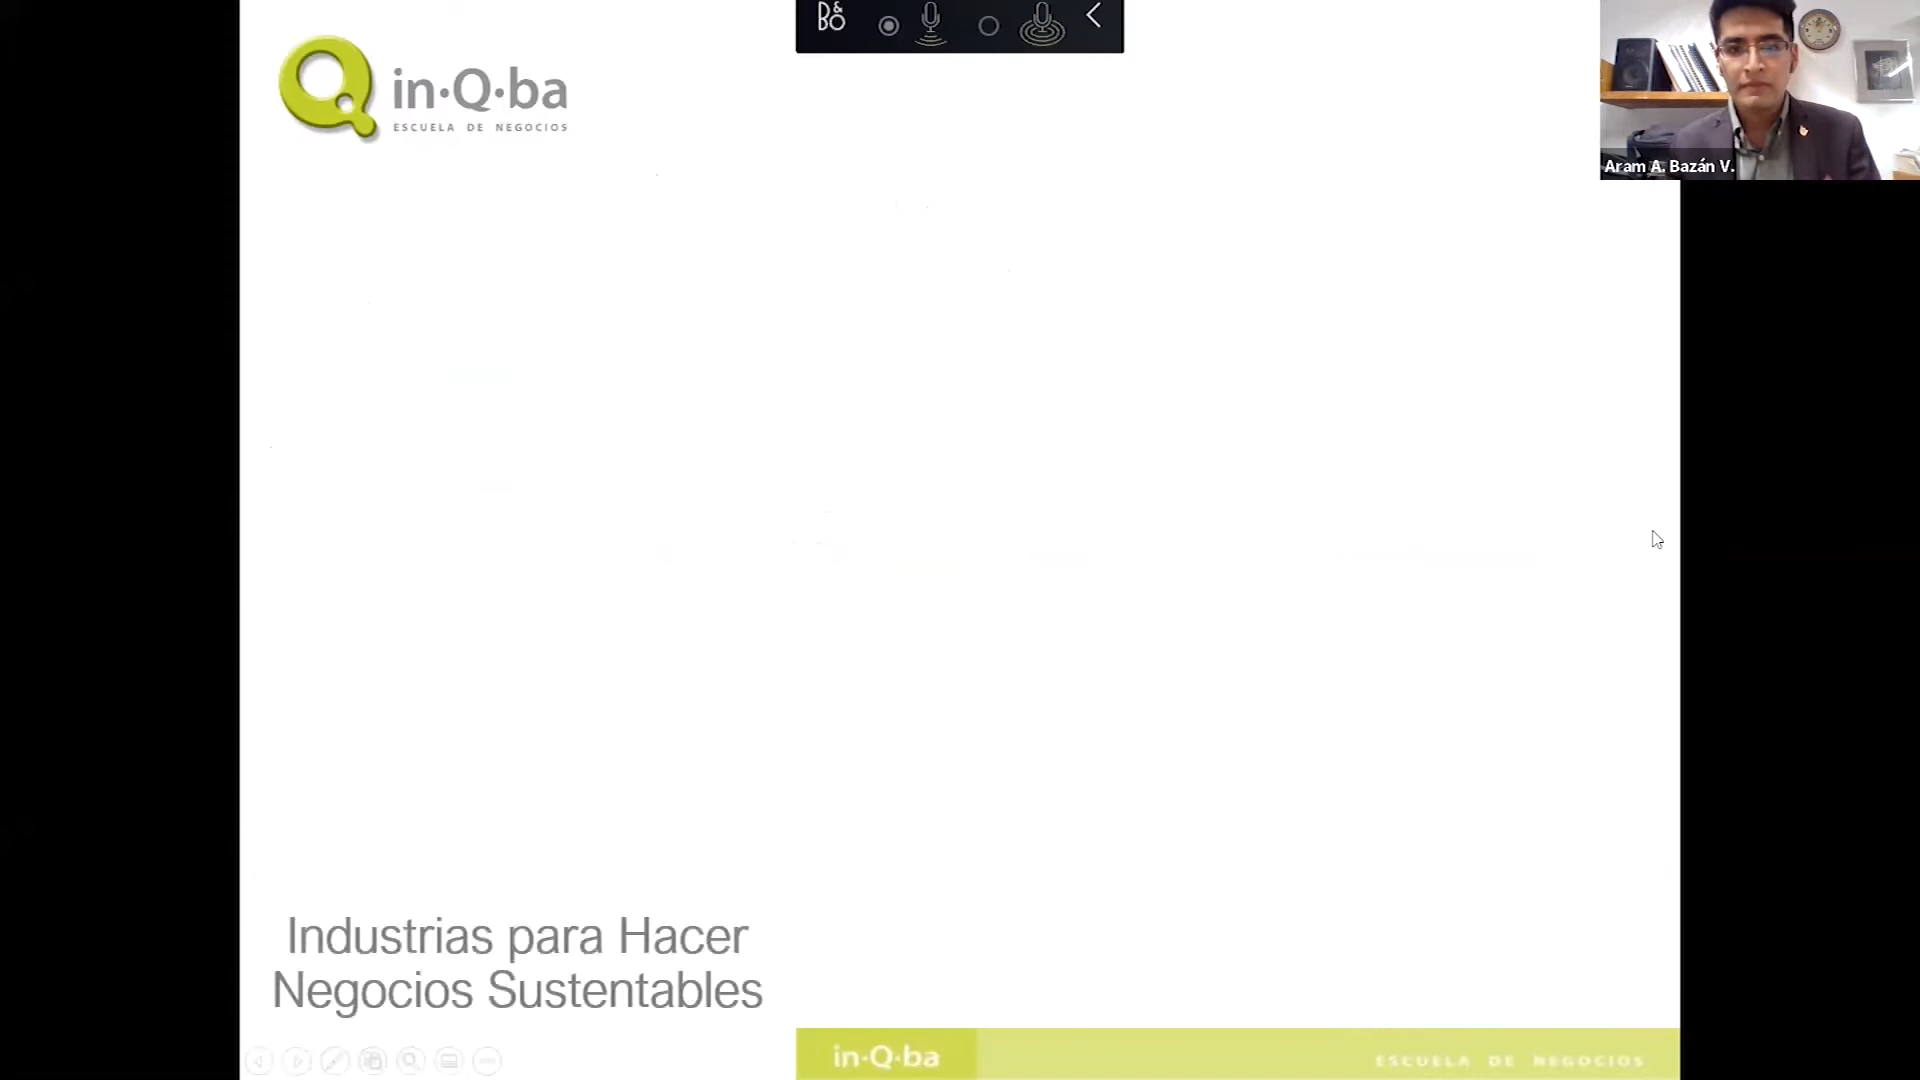 B&O
in·Q·ba
ESCUELA DE NEGOCIOS
Aram A. Bazán V.
Industrias para Hacer
Negocios Sustentables
in·Q·ba
ESCUELA DE NEGOCIOS